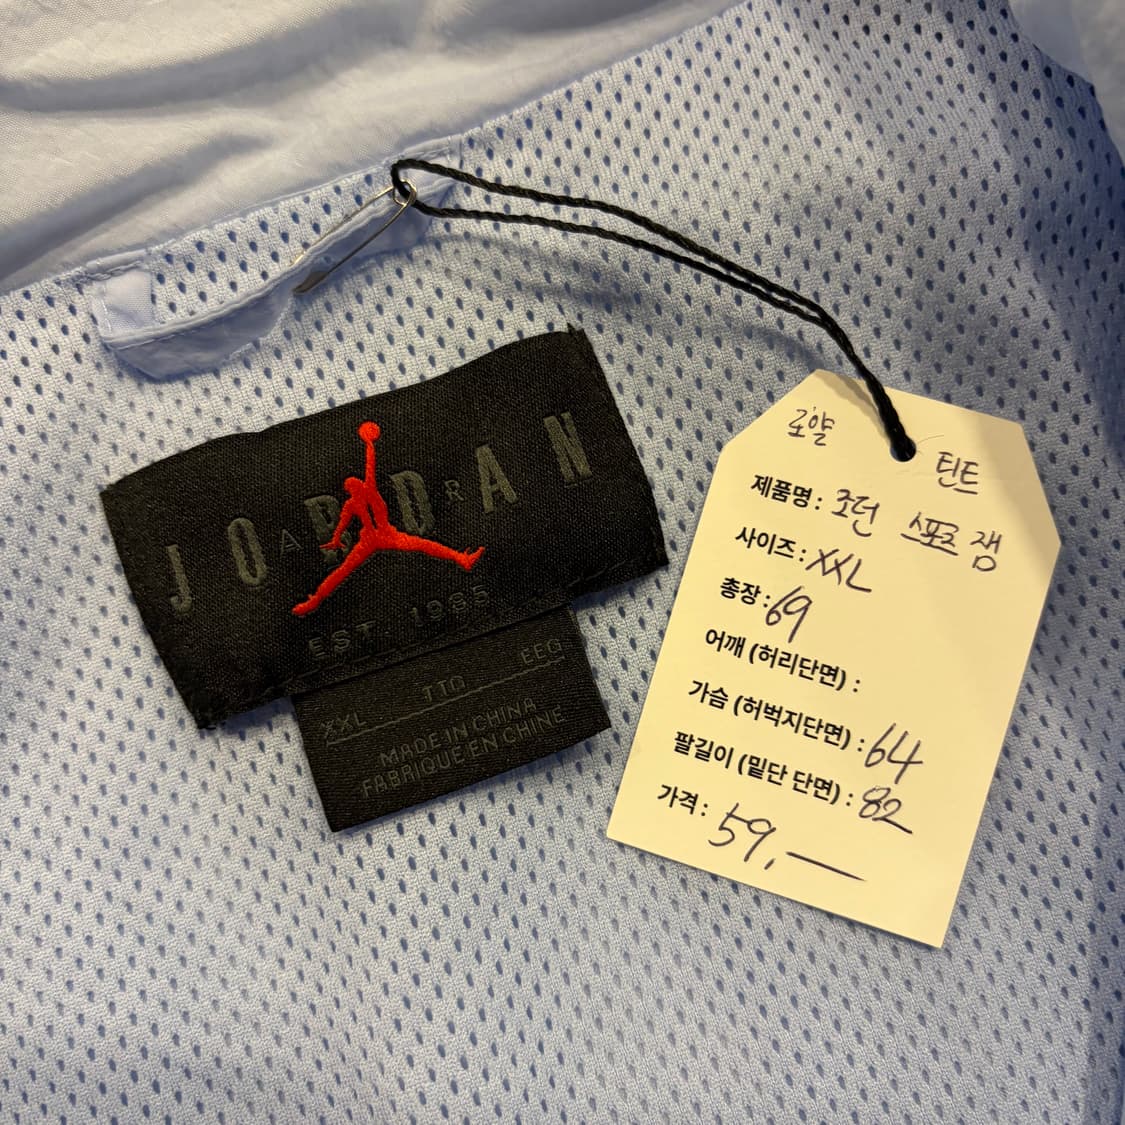 JORDAN
AIR
EST. 1985
XXL TTG EEG
MADE IN CHINA
FABRIQUE EN CHINE
로얄 틴트
제품명: 조던 스포르 잼
사이즈: XXL
총장: 69
어깨 (허리단면) :
가슴 (허벅지단면) : 64
팔길이 (밑단 단면) : 82
가격: 59,—